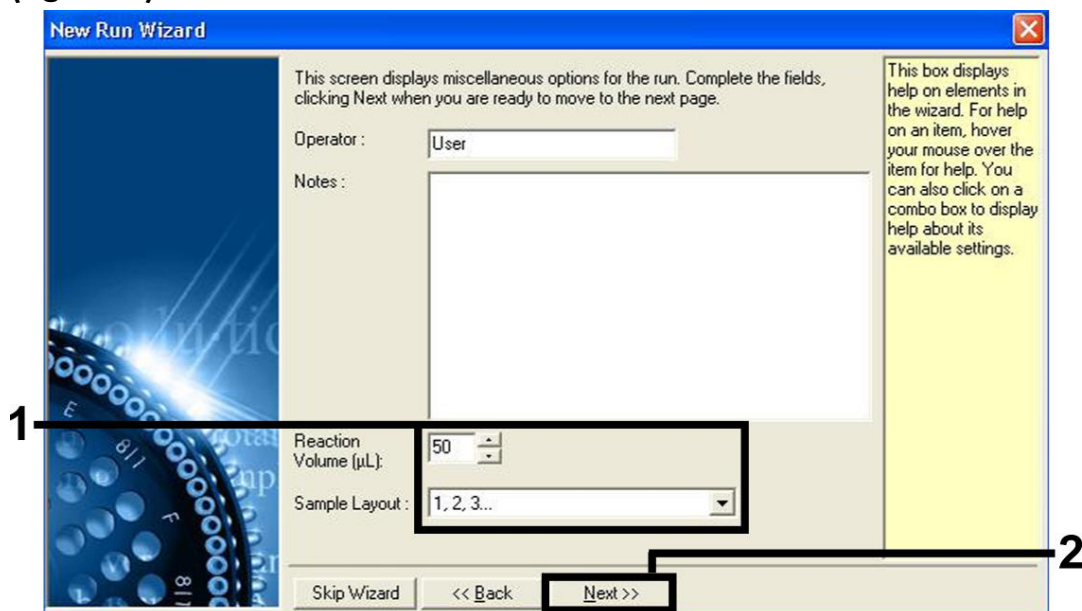 New Run Wizard
This screen displays miscellaneous options for the run. Complete the fields,
clicking Next when you are ready to move to the next page.
Operator :
User
Notes :
Reaction
Volume (µL):
50
Sample Layout :
1, 2, 3...
Skip Wizard
<< Back
Next >>
This box displays
help on elements in
the wizard. For help
on an item, hover
your mouse over the
item for help. You
can also click on a
combo box to display
help about its
available settings.
1
2